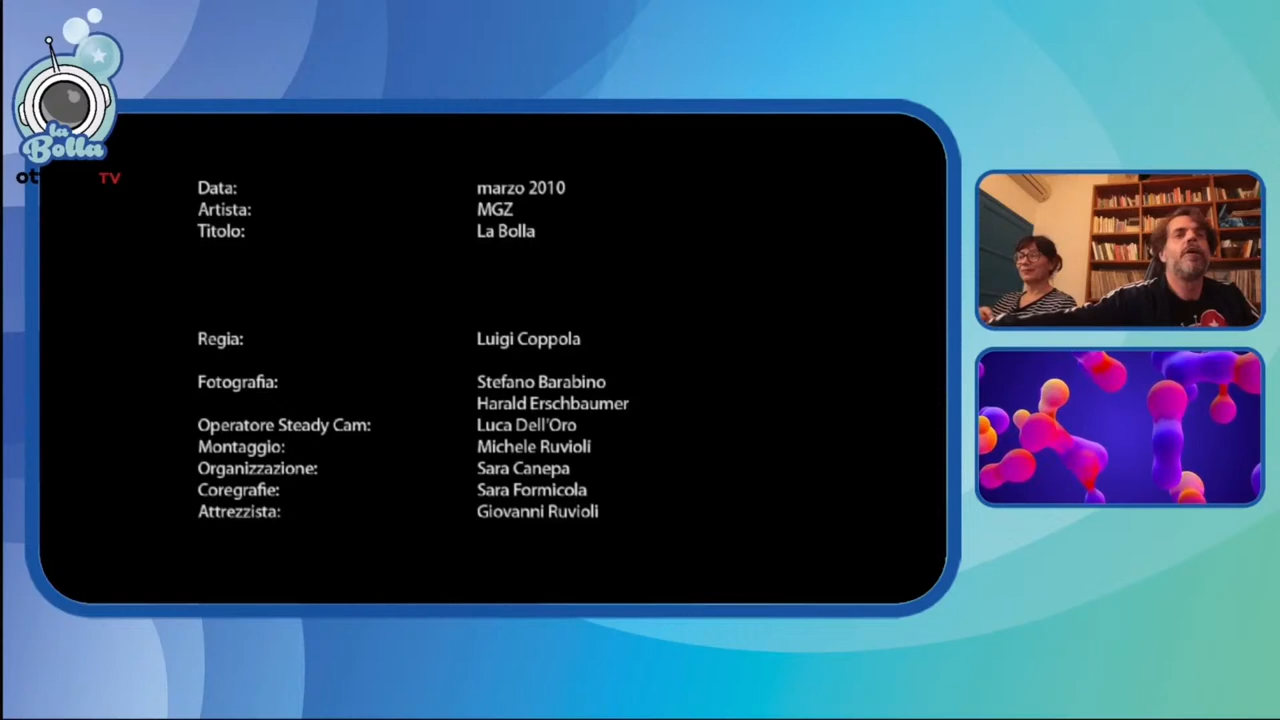 la
Bolla
TV
Data: marzo 2010
Artista: MGZ
Titolo: La Bolla
Regia: Luigi Coppola
Fotografia: Stefano Barabino
Harald Erschbaumer
Operatore Steady Cam: Luca Dell'Oro
Montaggio: Michele Ruvioli
Organizzazione: Sara Canepa
Coregrafie: Sara Formicola
Attrezzista: Giovanni Ruvioli